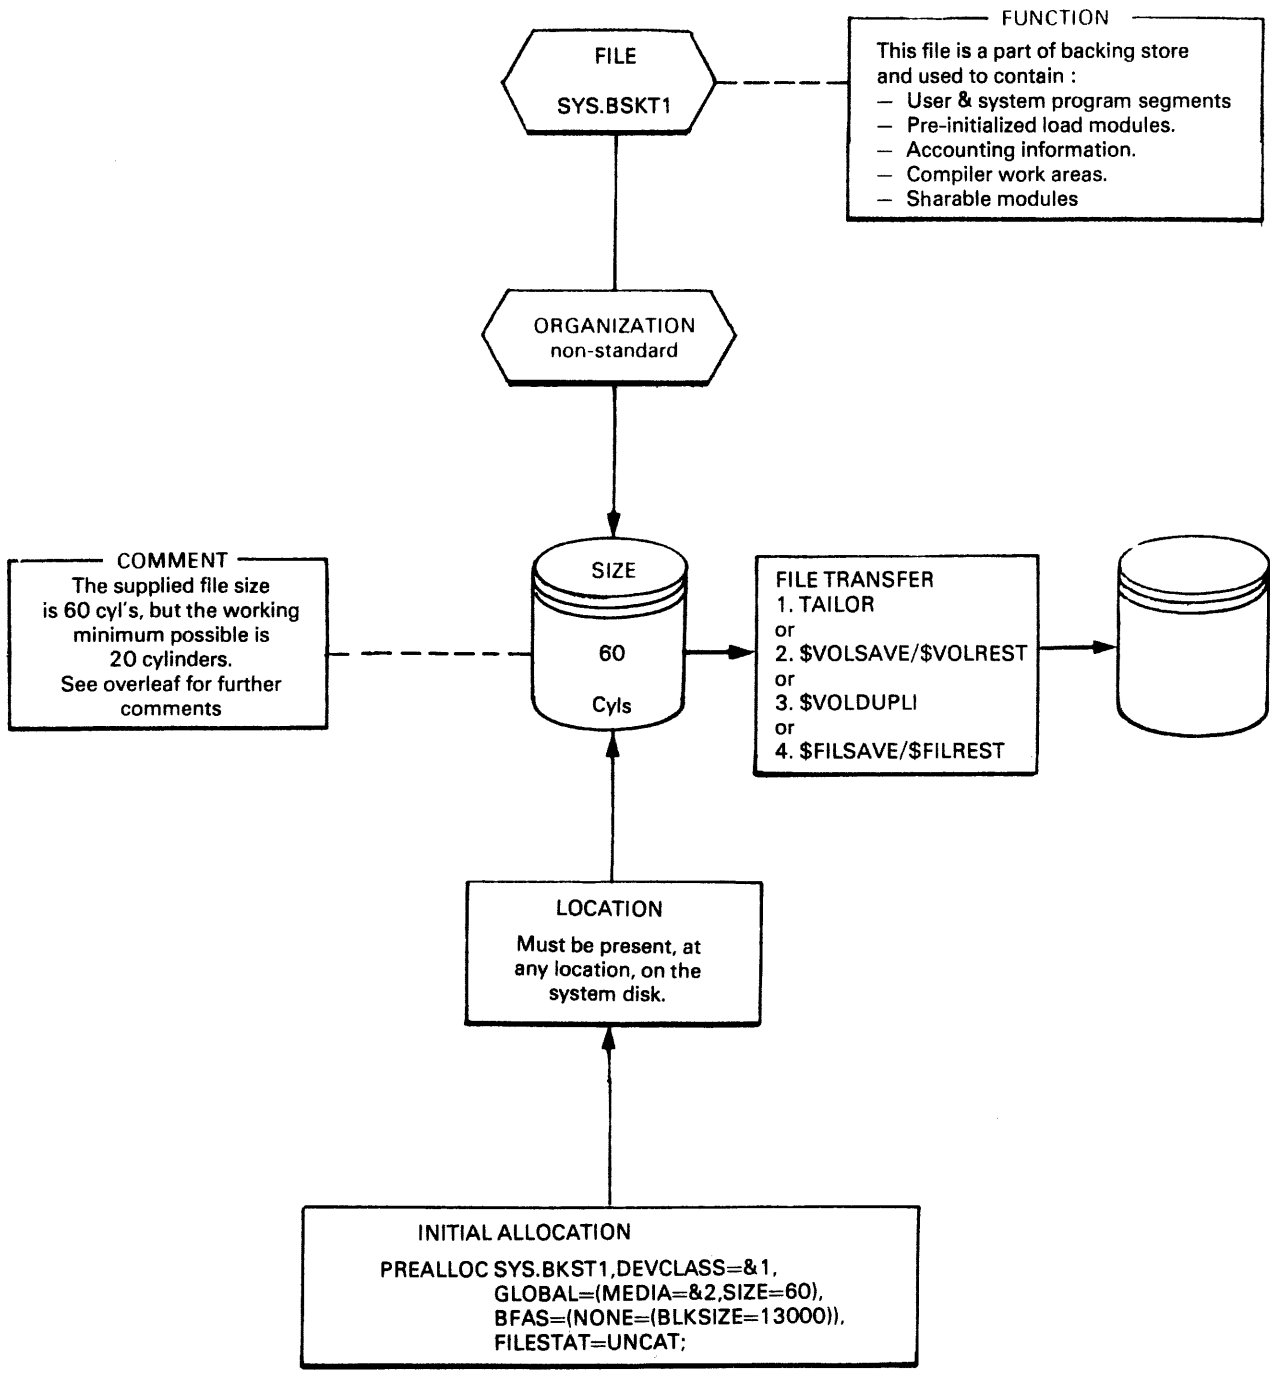 FILE
SYS.BSKT1
FUNCTION
This file is a part of backing store
and used to contain :
— User & system program segments
— Pre-initialized load modules.
— Accounting information.
— Compiler work areas.
— Sharable modules
ORGANIZATION
non-standard
COMMENT
The supplied file size
is 60 cyl's, but the working
minimum possible is
20 cylinders.
See overleaf for further
comments
SIZE
60
Cyls
FILE TRANSFER
1. TAILOR
or
2. $VOLSAVE/$VOLREST
or
3. $VOLDUPLI
or
4. $FILSAVE/$FILREST
LOCATION
Must be present, at
any location, on the
system disk.
INITIAL ALLOCATION
PREALLOC SYS.BKST1,DEVCLASS=&1,
GLOBAL=(MEDIA=&2,SIZE=60),
BFAS=(NONE=(BLKSIZE=13000)),
FILESTAT=UNCAT;